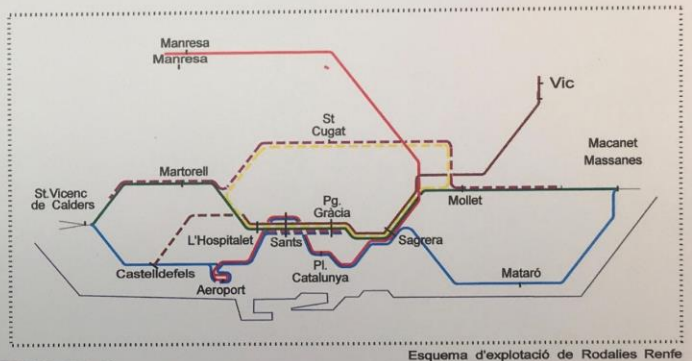 Manresa
Manresa
Vic
St
Cugat
Macanet
Massanes
Martorell
St.Vicenc
de Calders
Pg.
Gràcia
Mollet
L'Hospitalet
Sants
Sagrera
Castelldefels
Pl.
Catalunya
Mataró
Aeroport
Esquema d'explotació de Rodalies Renfe